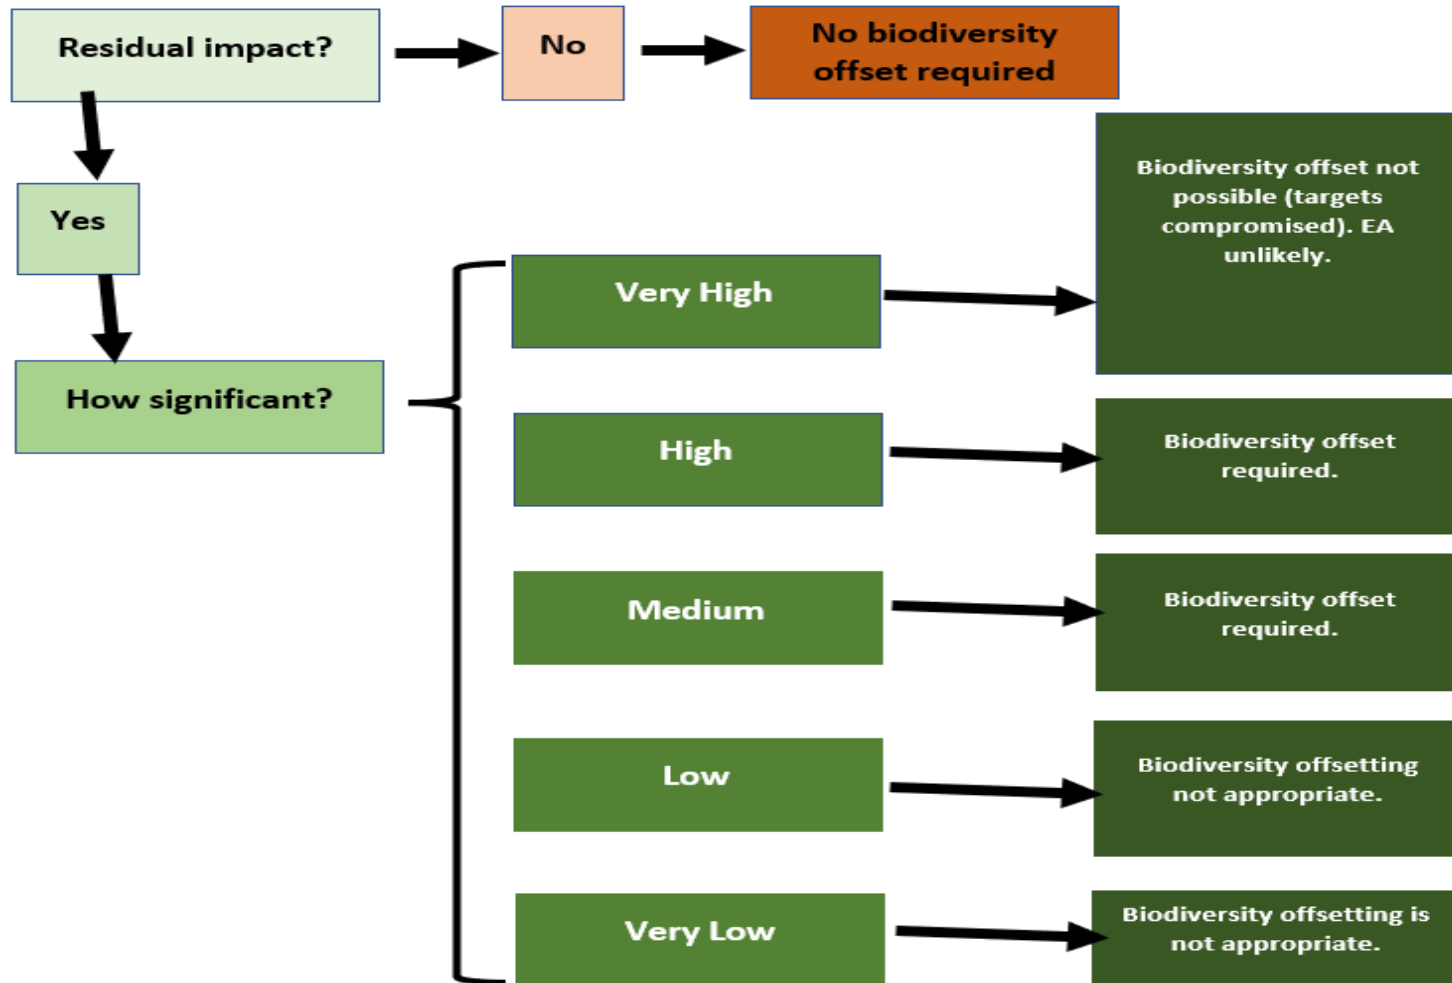 Residual impact?
No
No biodiversity
offset required
Yes
How significant?
Very High
Biodiversity offset not
possible (targets
compromised). EA
unlikely.
High
Biodiversity offset
required.
Medium
Biodiversity offset
required.
Low
Biodiversity offsetting
not appropriate.
Very Low
Biodiversity offsetting is
not appropriate.